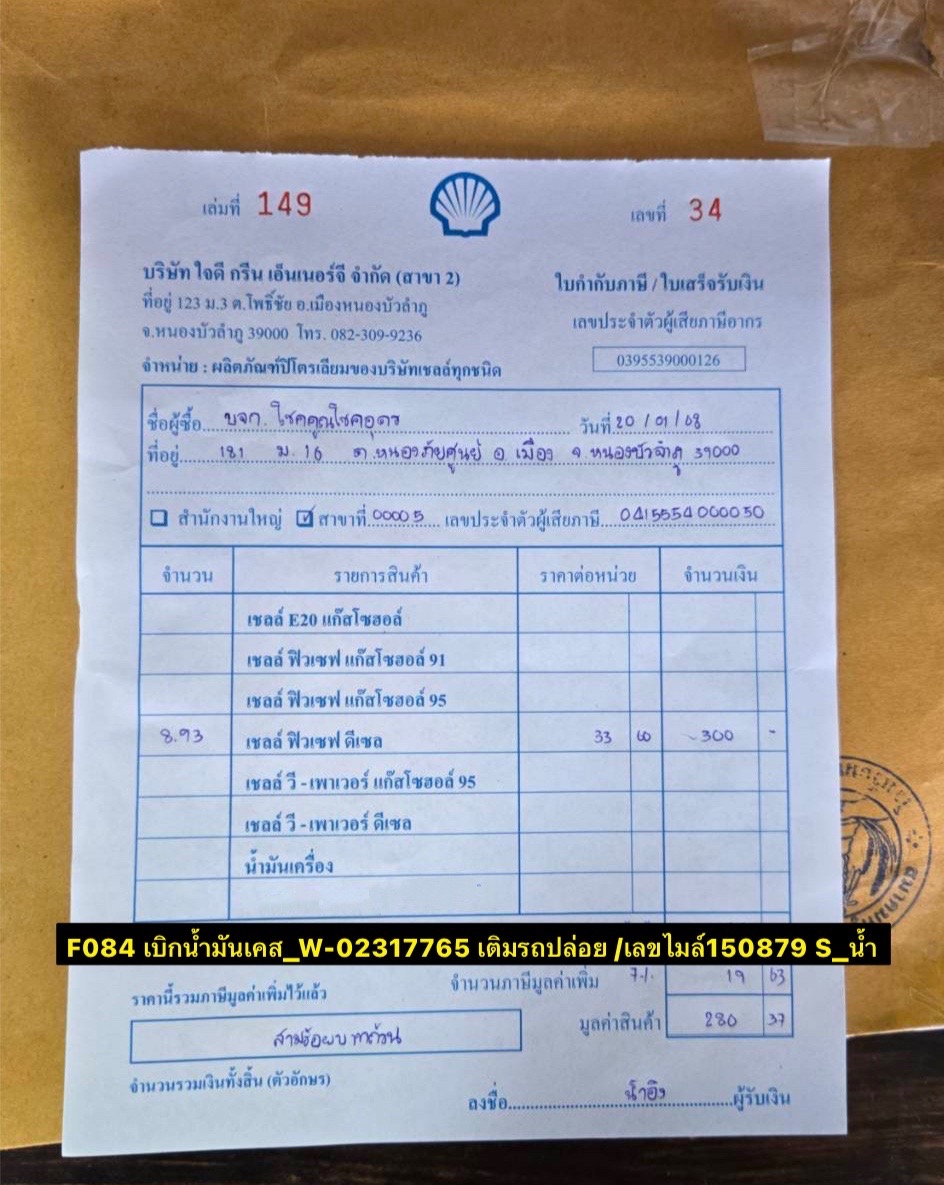 เล่มที่ 149
เลขที่ 34
บริษัท ใจดี กรีน เอ็นเนอร์จี จำกัด (สาขา 2)
ที่อยู่ 123 ม.3 ต.โพธิ์ชัย อ.เมืองหนองบัวลำภู
จ.หนองบัวลำภู 39000 โทร. 082-309-9236
จำหน่าย : ผลิตภัณฑ์ปิโตรเลียมของบริษัทเชลล์ทุกชนิด
ใบกำกับภาษี / ใบเสร็จรับเงิน
เลขประจำตัวผู้เสียภาษีอากร
0395539000126
ชื่อผู้ซื้อ บจก. โชคคูณโชคอุดร วันที่ 20 / 01 / 68
ที่อยู่ 181 ม.16 ต.หนองภัยศูนย์ อ.เมือง จ.หนองบัวลำภู 39000
สำนักงานใหญ่ สาขาที่ 00005 เลขประจำตัวผู้เสียภาษี 0415554000050
จำนวน รายการสินค้า ราคาต่อหน่วย จำนวนเงิน
เชลล์ E20 แก๊สโซฮอล์
เชลล์ ฟิวเซฟ แก๊สโซฮอล์ 91
เชลล์ ฟิวเซฟ แก๊สโซฮอล์ 95
8.93 เชลล์ ฟิวเซฟ ดีเซล 33 60 300 -
เชลล์ วี - เพาเวอร์ แก๊สโซฮอล์ 95
เชลล์ วี - เพาเวอร์ ดีเซล
น้ำมันเครื่อง
F084 เบิกน้ำมันเคส_W-02317765 เติมรถปล่อย /เลขไมล์150879 S_น้ำ
จำนวนภาษีมูลค่าเพิ่ม 7% 19 63
ราคานี้รวมภาษีมูลค่าเพิ่มไว้แล้ว
มูลค่าสินค้า 280 37
สามร้อยบาทถ้วน
จำนวนรวมเงินทั้งสิ้น (ตัวอักษร)
ลงชื่อ น้ำอิง ผู้รับเงิน